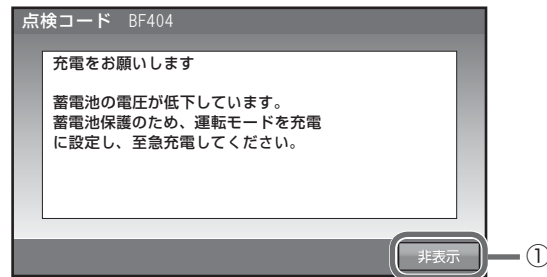 点検コード BF404
充電をお願いします
蓄電池の電圧が低下しています。
蓄電池保護のため、運転モードを充電
に設定し、至急充電してください。
非表示
①